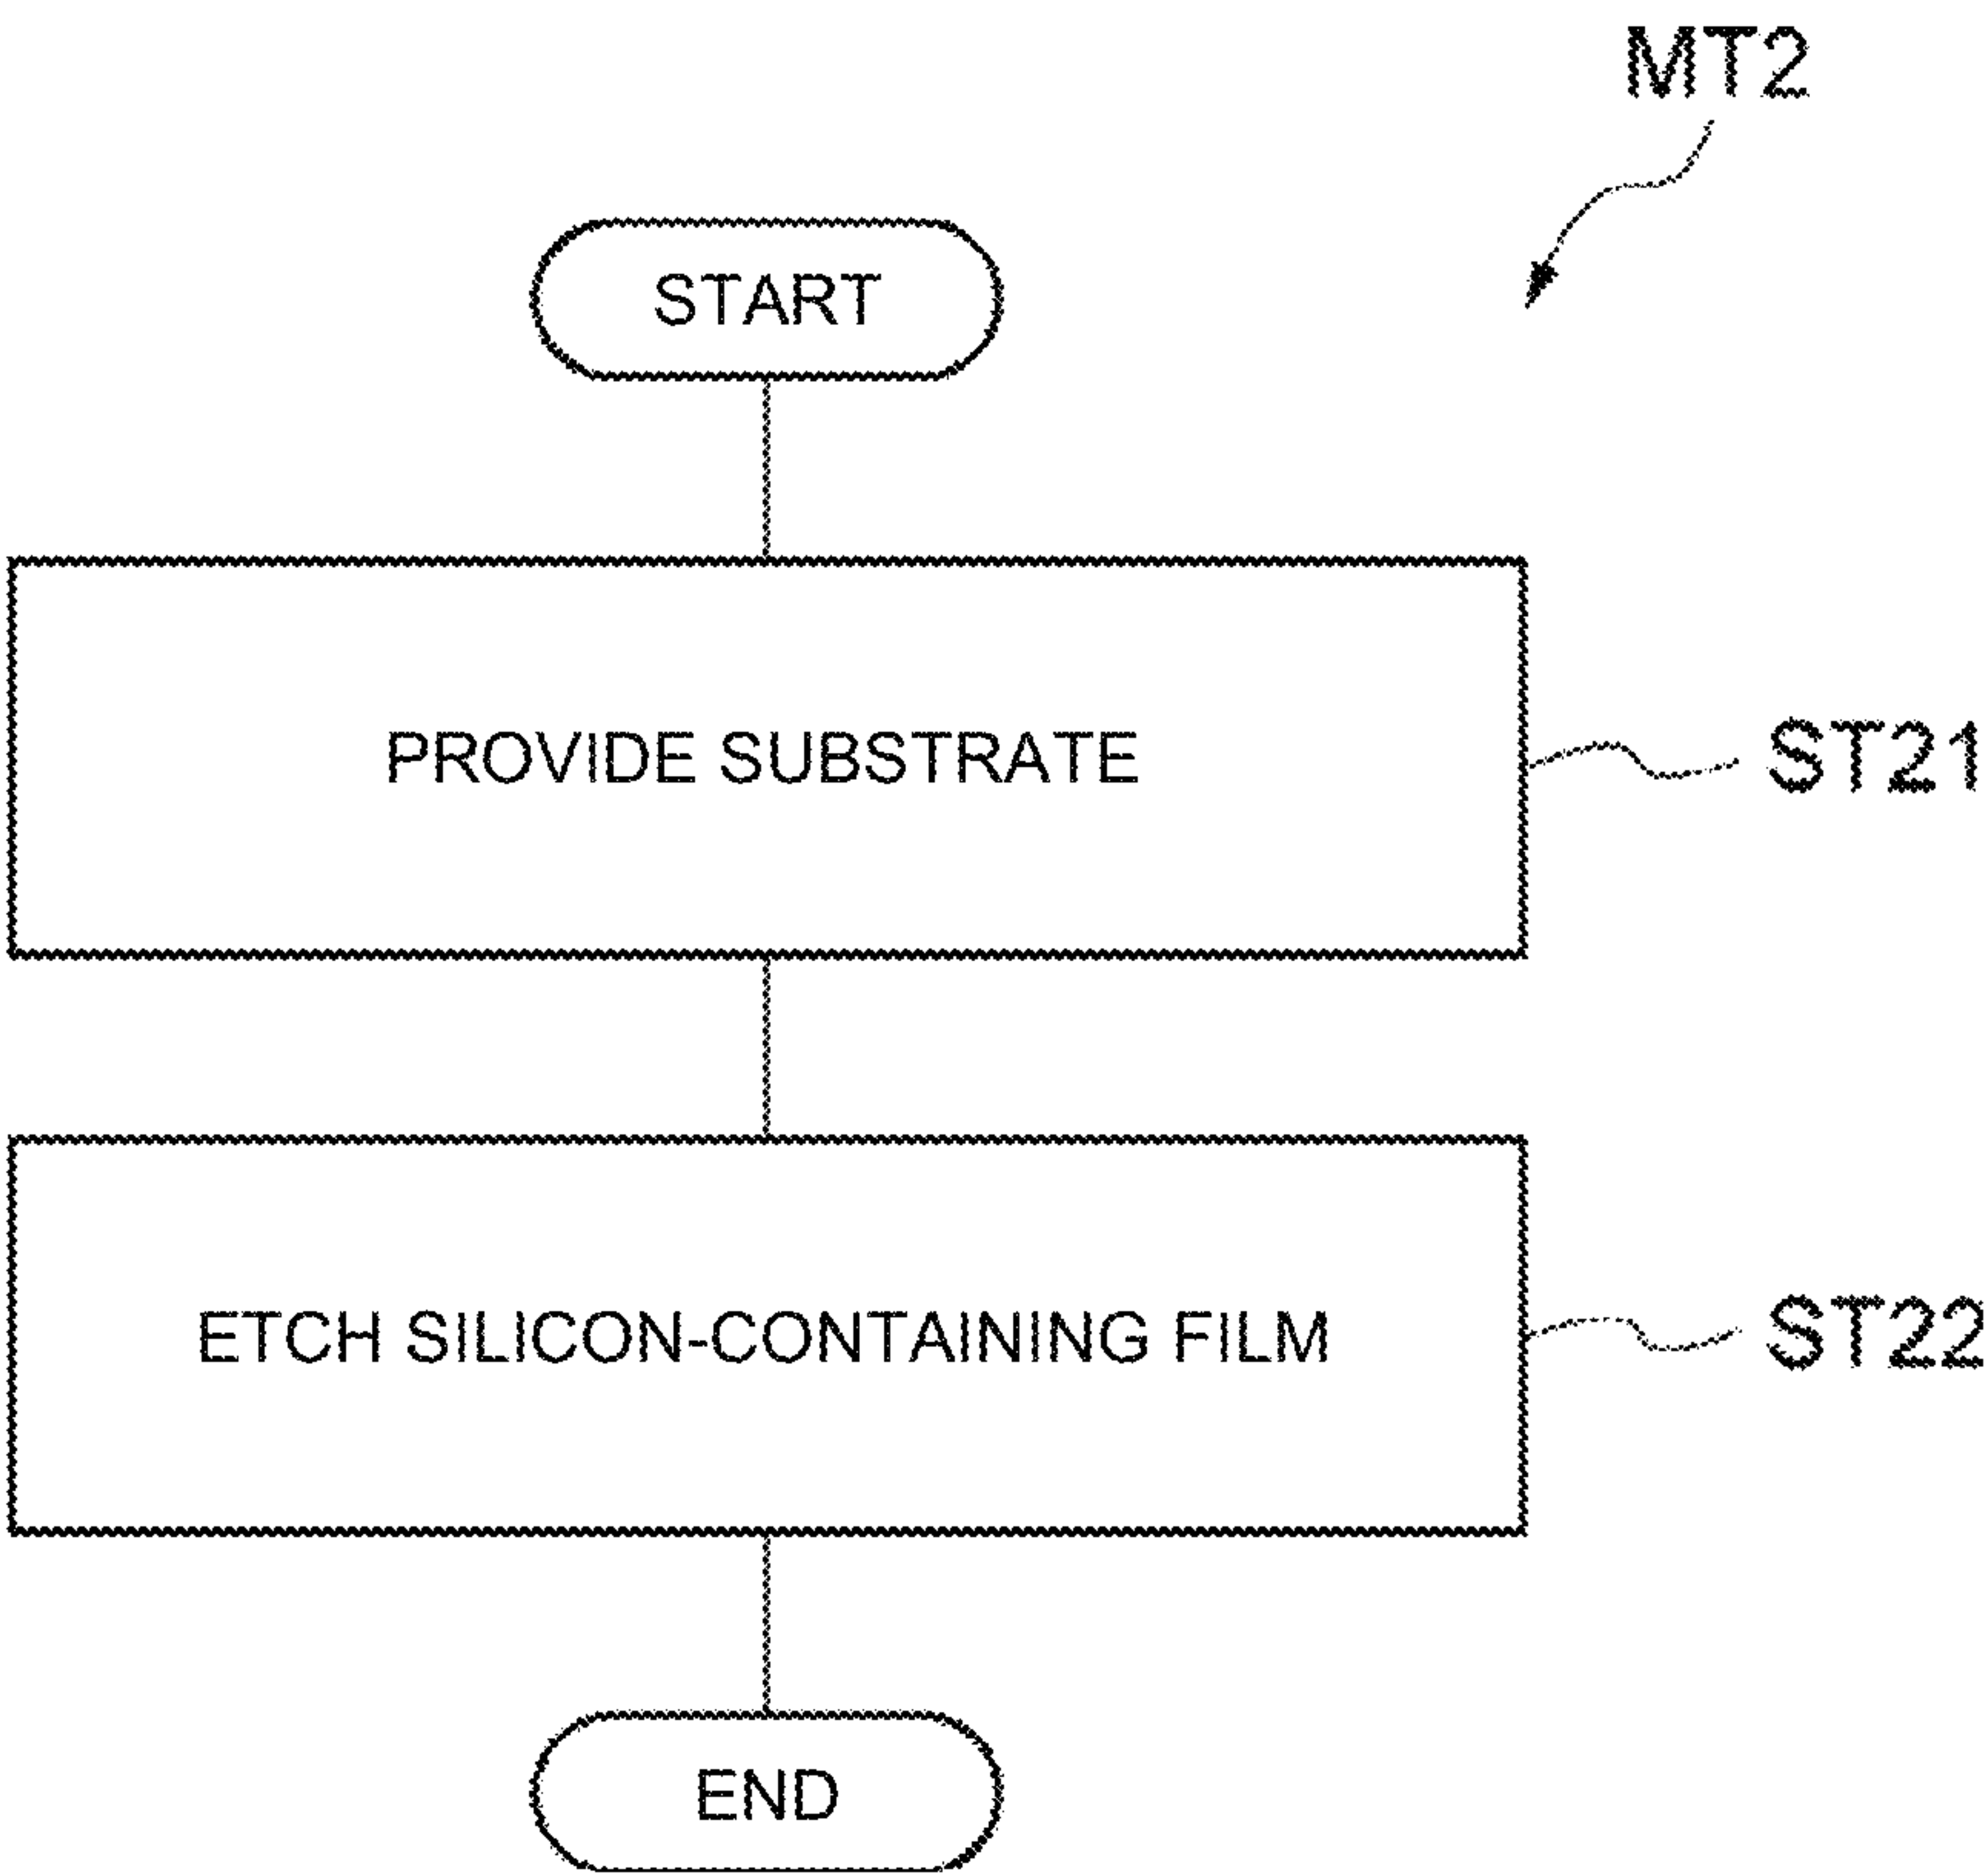 MT2
START
PROVIDE SUBSTRATE
ST21
ETCH SILICON-CONTAINING FILM
ST22
END